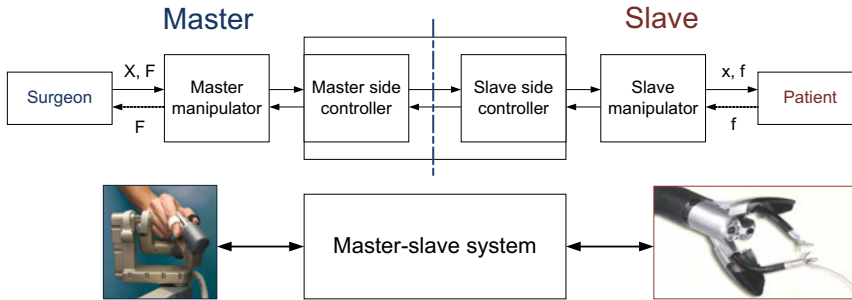 Master
Slave
X, F
x, f
Surgeon
Master
manipulator
Master side
controller
Slave side
controller
Slave
manipulator
Patient
F
f
Master-slave system